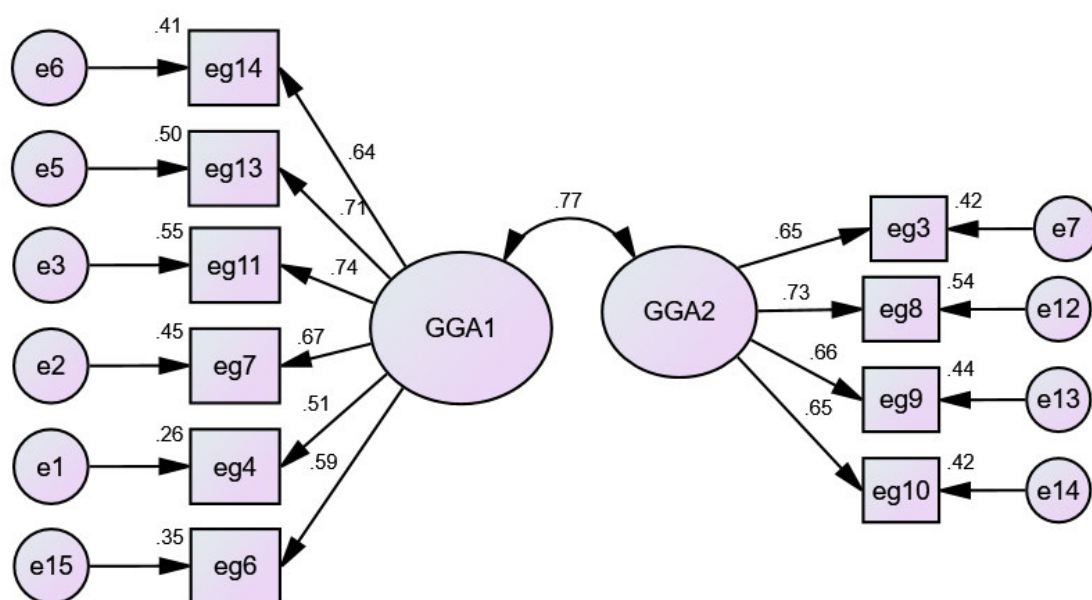 .41
e6
eg14
.64
.50
e5
eg13
.71
.77
.55
e3
eg11
.74
GGA1
GGA2
.45
e2
eg7
.67
.51
.26
e1
eg4
.59
.35
e15
eg6
.65
eg3
.42
e7
.73
eg8
.54
e12
.66
eg9
.44
e13
.65
eg10
.42
e14